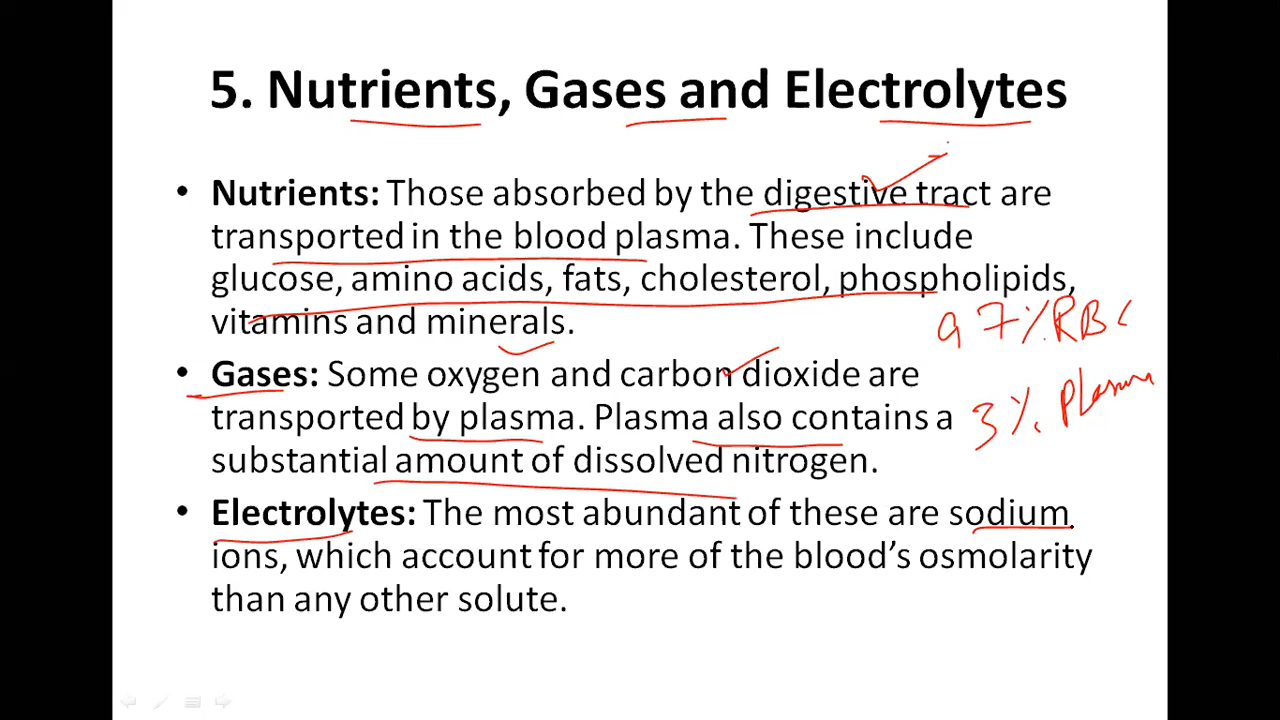 5. Nutrients, Gases and Electrolytes
• Nutrients: Those absorbed by the digestive tract are
transported in the blood plasma. These include
glucose, amino acids, fats, cholesterol, phospholipids,
vitamins and minerals.
97% RBC
• Gases: Some oxygen and carbon dioxide are
transported by plasma. Plasma also contains a
3% Plasma
substantial amount of dissolved nitrogen.
• Electrolytes: The most abundant of these are sodium
ions, which account for more of the blood's osmolarity
than any other solute.